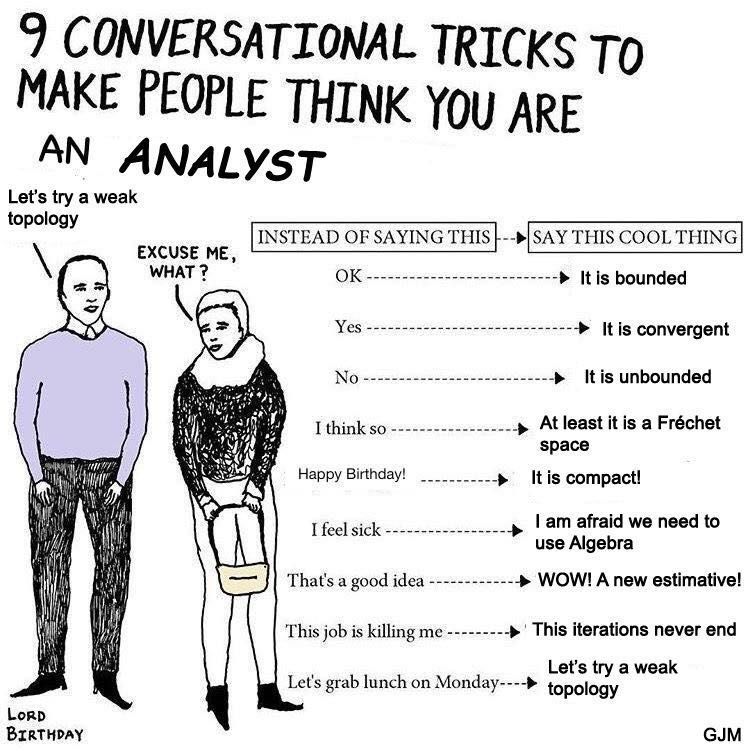 9 CONVERSATIONAL TRICKS TO
MAKE PEOPLE THINK YOU ARE
AN ANALYST
Let's try a weak
topology
EXCUSE ME,
WHAT?
INSTEAD OF SAYING THIS
SAY THIS COOL THING
OK
It is bounded
Yes
It is convergent
No
It is unbounded
I think so
At least it is a Fréchet
space
Happy Birthday!
It is compact!
I feel sick
I am afraid we need to
use Algebra
That's a good idea
WOW! A new estimative!
This job is killing me
This iterations never end
Let's grab lunch on Monday
Let's try a weak
topology
LORD
BIRTHDAY
GJM